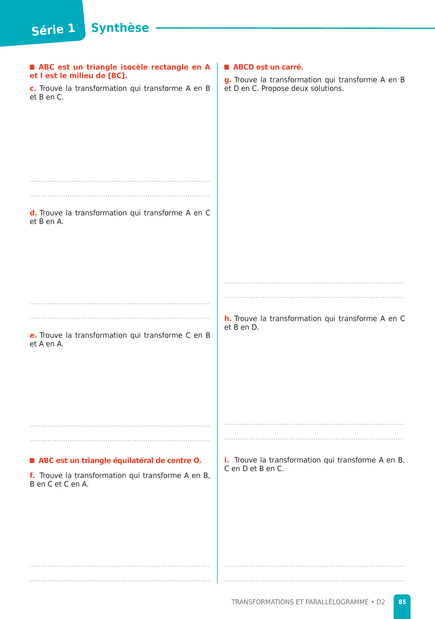 Série 1 Synthèse
■ ABC est un triangle isocèle rectangle en A
et I est le milieu de [BC].
c. Trouve la transformation qui transforme A en B
et B en C.
d. Trouve la transformation qui transforme A en C
et B en A.
e. Trouve la transformation qui transforme C en B
et A en A.
■ ABC est un triangle équilatéral de centre O.
f. Trouve la transformation qui transforme A en B,
B en C et C en A.
■ ABCD est un carré.
g. Trouve la transformation qui transforme A en B
et D en C. Propose deux solutions.
h. Trouve la transformation qui transforme A en C
et B en D.
i. Trouve la transformation qui transforme A en B,
C en D et B en C.
TRANSFORMATIONS ET PARALLÉLOGRAMME • D2 85